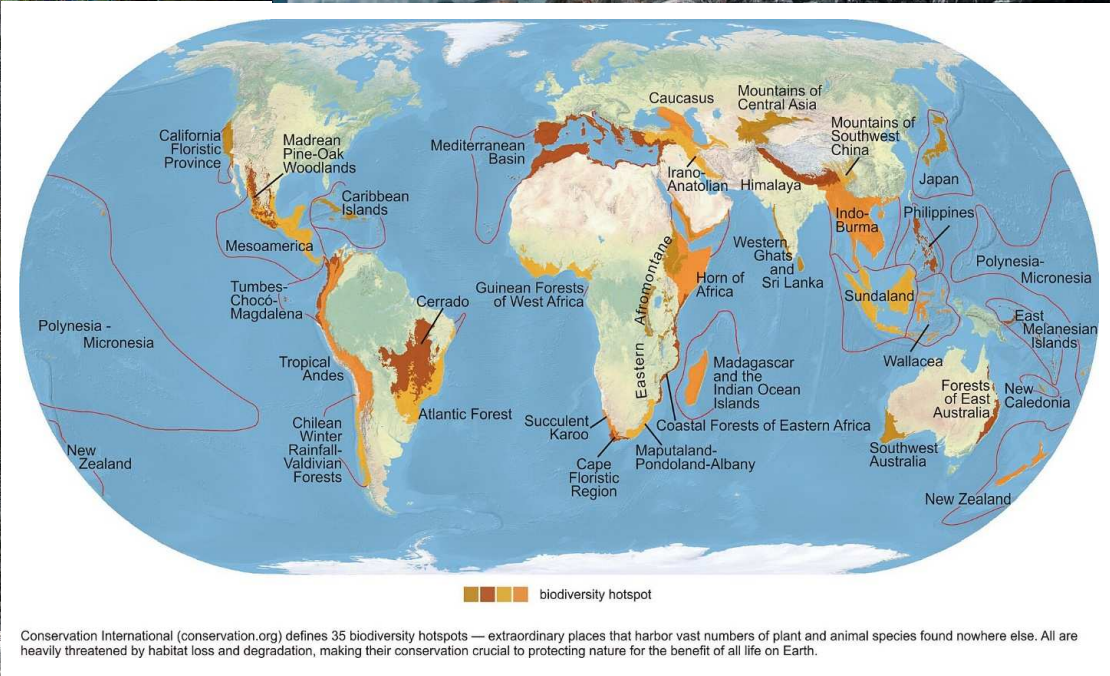 California
Floristic
Province
Madrean
Pine-Oak
Woodlands
Caribbean
Islands
Mesoamerica
Tumbes-
Chocó-
Magdalena
Polynesia -
Micronesia
Cerrado
Tropical
Andes
Atlantic Forest
Chilean
Winter
Rainfall-
Valdivian
Forests
New
Zealand
Mediterranean
Basin
Caucasus
Irano-
Anatolian
Mountains of
Central Asia
Mountains of
Southwest
China
Himalaya
Japan
Indo-
Burma
Philippines
Western
Ghats
and
Sri Lanka
Polynesia-
Micronesia
Guinean Forests
of West Africa
Eastern Afromontane
Horn of
Africa
Sundaland
Wallacea
East
Melanesian
Islands
Madagascar
and the
Indian Ocean
Islands
Succulent
Karoo
Cape
Floristic
Region
Coastal Forests of Eastern Africa
Maputaland-
Pondoland-Albany
Forests
of East
Australia
New
Caledonia
Southwest
Australia
New Zealand
biodiversity hotspot
Conservation International (conservation.org) defines 35 biodiversity hotspots — extraordinary places that harbor vast numbers of plant and animal species found nowhere else. All are
heavily threatened by habitat loss and degradation, making their conservation crucial to protecting nature for the benefit of all life on Earth.